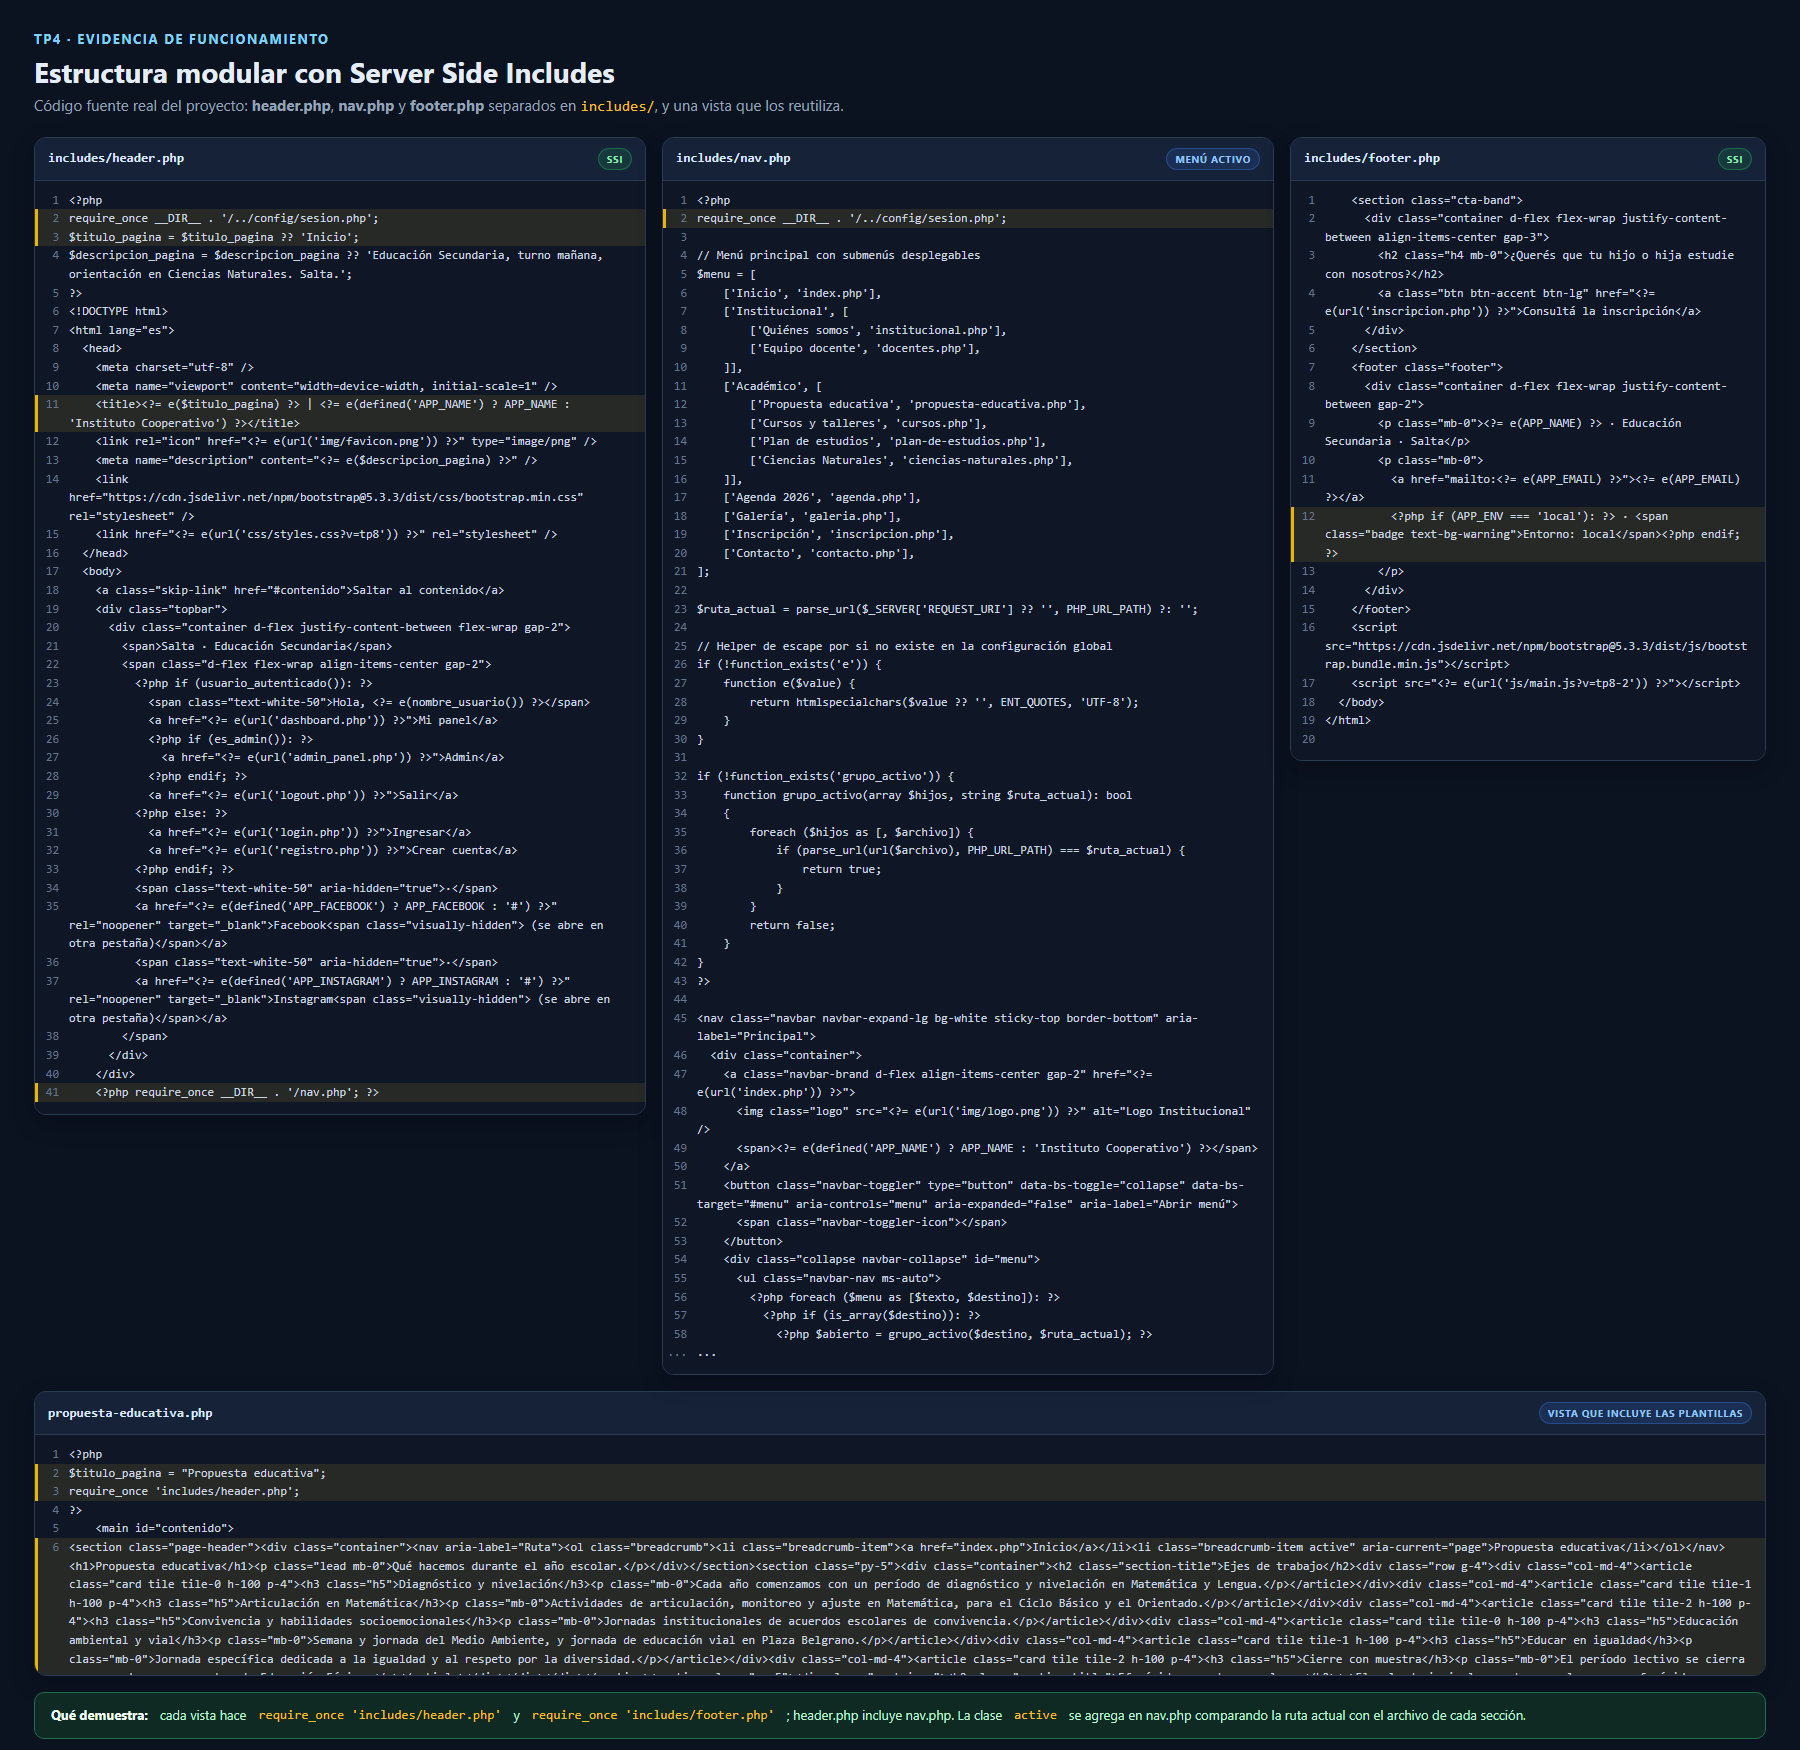 TP4 · EVIDENCIA DE FUNCIONAMIENTO
Estructura modular con Server Side Includes
Código fuente real del proyecto: header.php, nav.php y footer.php separados en includes/, y una vista que los reutiliza.
includes/header.php SSI
1 <?php
2 require_once __DIR__ . '/../config/sesion.php';
3 $titulo_pagina = $titulo_pagina ?? 'Inicio';
4 $descripcion_pagina = $descripcion_pagina ?? 'Educación Secundaria, turno mañana,
orientación en Ciencias Naturales. Salta.';
5 ?>
6 <!DOCTYPE html>
7 <html lang="es">
8   <head>
9     <meta charset="utf-8" />
10     <meta name="viewport" content="width=device-width, initial-scale=1" />
11     <title><?= e($titulo_pagina) ?> | <?= e(defined('APP_NAME') ? APP_NAME :
'Instituto Cooperativo') ?></title>
12     <link rel="icon" href="<?= e(url('img/favicon.png')) ?>" type="image/png" />
13     <meta name="description" content="<?= e($descripcion_pagina) ?>" />
14     <link
href="https://cdn.jsdelivr.net/npm/bootstrap@5.3.3/dist/css/bootstrap.min.css"
rel="stylesheet" />
15     <link href="<?= e(url('css/styles.css?v=tp8')) ?>" rel="stylesheet" />
16   </head>
17   <body>
18     <a class="skip-link" href="#contenido">Saltar al contenido</a>
19     <div class="topbar">
20       <div class="container d-flex justify-content-between flex-wrap gap-2">
21         <span>Salta · Educación Secundaria</span>
22         <span class="d-flex flex-wrap align-items-center gap-2">
23           <?php if (usuario_autenticado()): ?>
24             <span class="text-white-50">Hola, <?= e(nombre_usuario()) ?></span>
25             <a href="<?= e(url('dashboard.php')) ?>">Mi panel</a>
26             <?php if (es_admin()): ?>
27               <a href="<?= e(url('admin_panel.php')) ?>">Admin</a>
28             <?php endif; ?>
29             <a href="<?= e(url('logout.php')) ?>">Salir</a>
30           <?php else: ?>
31             <a href="<?= e(url('login.php')) ?>">Ingresar</a>
32             <a href="<?= e(url('registro.php')) ?>">Crear cuenta</a>
33           <?php endif; ?>
34           <span class="text-white-50" aria-hidden="true">·</span>
35           <a href="<?= e(defined('APP_FACEBOOK') ? APP_FACEBOOK : '#') ?>"
rel="noopener" target="_blank">Facebook<span class="visually-hidden"> (se abre en
otra pestaña)</span></a>
36           <span class="text-white-50" aria-hidden="true">·</span>
37           <a href="<?= e(defined('APP_INSTAGRAM') ? APP_INSTAGRAM : '#') ?>"
rel="noopener" target="_blank">Instagram<span class="visually-hidden"> (se abre en
otra pestaña)</span></a>
38         </span>
39       </div>
40     </div>
41     <?php require_once __DIR__ . '/nav.php'; ?>
includes/nav.php MENÚ ACTIVO
1 <?php
2 require_once __DIR__ . '/../config/sesion.php';
3
4 // Menú principal con submenús desplegables
5 $menu = [
6     ['Inicio', 'index.php'],
7     ['Institucional', [
8         ['Quiénes somos', 'institucional.php'],
9         ['Equipo docente', 'docentes.php'],
10     ]],
11     ['Académico', [
12         ['Propuesta educativa', 'propuesta-educativa.php'],
13         ['Cursos y talleres', 'cursos.php'],
14         ['Plan de estudios', 'plan-de-estudios.php'],
15         ['Ciencias Naturales', 'ciencias-naturales.php'],
16     ]],
17     ['Agenda 2026', 'agenda.php'],
18     ['Galería', 'galeria.php'],
19     ['Inscripción', 'inscripcion.php'],
20     ['Contacto', 'contacto.php'],
21 ];
22
23 $ruta_actual = parse_url($_SERVER['REQUEST_URI'] ?? '', PHP_URL_PATH) ?: '';
24
25 // Helper de escape por si no existe en la configuración global
26 if (!function_exists('e')) {
27     function e($value) {
28         return htmlspecialchars($value ?? '', ENT_QUOTES, 'UTF-8');
29     }
30 }
31
32 if (!function_exists('grupo_activo')) {
33     function grupo_activo(array $hijos, string $ruta_actual): bool
34     {
35         foreach ($hijos as [, $archivo]) {
36             if (parse_url(url($archivo), PHP_URL_PATH) === $ruta_actual) {
37                 return true;
38             }
39         }
40         return false;
41     }
42 }
43 ?>
44
45 <nav class="navbar navbar-expand-lg bg-white sticky-top border-bottom" aria-
label="Principal">
46   <div class="container">
47     <a class="navbar-brand d-flex align-items-center gap-2" href="<?=
e(url('index.php')) ?>">
48       <img class="logo" src="<?= e(url('img/logo.png')) ?>" alt="Logo Institucional"
/>
49       <span><?= e(defined('APP_NAME') ? APP_NAME : 'Instituto Cooperativo') ?></span>
50     </a>
51     <button class="navbar-toggler" type="button" data-bs-toggle="collapse" data-bs-
target="#menu" aria-controls="menu" aria-expanded="false" aria-label="Abrir menú">
52       <span class="navbar-toggler-icon"></span>
53     </button>
54     <div class="collapse navbar-collapse" id="menu">
55       <ul class="navbar-nav ms-auto">
56         <?php foreach ($menu as [$texto, $destino]): ?>
57           <?php if (is_array($destino)): ?>
58             <?php $abierto = grupo_activo($destino, $ruta_actual); ?>
... ...
includes/footer.php SSI
1     <section class="cta-band">
2       <div class="container d-flex flex-wrap justify-content-
between align-items-center gap-3">
3         <h2 class="h4 mb-0">¿Querés que tu hijo o hija estudie
con nosotros?</h2>
4         <a class="btn btn-accent btn-lg" href="<?=
e(url('inscripcion.php')) ?>">Consultá la inscripción</a>
5       </div>
6     </section>
7     <footer class="footer">
8       <div class="container d-flex flex-wrap justify-content-
between gap-2">
9         <p class="mb-0"><?= e(APP_NAME) ?> · Educación
Secundaria · Salta</p>
10         <p class="mb-0">
11           <a href="mailto:<?= e(APP_EMAIL) ?>"><?= e(APP_EMAIL)
?></a>
12           <?php if (APP_ENV === 'local'): ?> · <span
class="badge text-bg-warning">Entorno: local</span><?php endif;
?>
13         </p>
14       </div>
15     </footer>
16     <script
src="https://cdn.jsdelivr.net/npm/bootstrap@5.3.3/dist/js/bootst
rap.bundle.min.js"></script>
17     <script src="<?= e(url('js/main.js?v=tp8-2')) ?>"></script>
18   </body>
19 </html>
20
propuesta-educativa.php VISTA QUE INCLUYE LAS PLANTILLAS
1 <?php
2 $titulo_pagina = "Propuesta educativa";
3 require_once 'includes/header.php';
4 ?>
5     <main id="contenido">
6 <section class="page-header"><div class="container"><nav aria-label="Ruta"><ol class="breadcrumb"><li class="breadcrumb-item"><a href="index.php">Inicio</a></li><li class="breadcrumb-item active" aria-current="page">Propuesta educativa</li></ol></nav>
<h1>Propuesta educativa</h1><p class="lead mb-0">Qué hacemos durante el año escolar.</p></div></section><section class="py-5"><div class="container"><h2 class="section-title">Ejes de trabajo</h2><div class="row g-4"><div class="col-md-4"><article
class="card tile tile-0 h-100 p-4"><h3 class="h5">Diagnóstico y nivelación</h3><p class="mb-0">Cada año comenzamos con un período de diagnóstico y nivelación en Matemática y Lengua.</p></article></div><div class="col-md-4"><article class="card tile tile-1
h-100 p-4"><h3 class="h5">Articulación en Matemática</h3><p class="mb-0">Actividades de articulación, monitoreo y ajuste en Matemática, para el Ciclo Básico y el Orientado.</p></article></div><div class="col-md-4"><article class="card tile tile-2 h-100 p-
4"><h3 class="h5">Convivencia y habilidades socioemocionales</h3><p class="mb-0">Jornadas institucionales de acuerdos escolares de convivencia.</p></article></div><div class="col-md-4"><article class="card tile tile-0 h-100 p-4"><h3 class="h5">Educación
ambiental y vial</h3><p class="mb-0">Semana y jornada del Medio Ambiente, y jornada de educación vial en Plaza Belgrano.</p></article></div><div class="col-md-4"><article class="card tile tile-1 h-100 p-4"><h3 class="h5">Educar en igualdad</h3><p
class="mb-0">Jornada específica dedicada a la igualdad y al respeto por la diversidad.</p></article></div><div class="col-md-4"><article class="card tile tile-2 h-100 p-4"><h3 class="h5">Cierre con muestra</h3><p class="mb-0">El período lectivo se cierra
Qué demuestra: cada vista hace require_once 'includes/header.php' y require_once 'includes/footer.php' ; header.php incluye nav.php. La clase active se agrega en nav.php comparando la ruta actual con el archivo de cada sección.